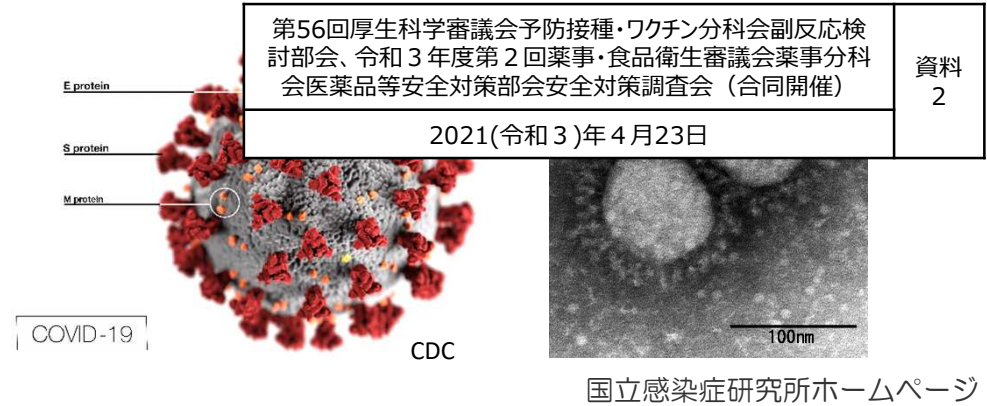 第56回厚生科学審議会予防接種・ワクチン分科会副反応検
討部会、令和３年度第２回薬事・食品衛生審議会薬事分科
会医薬品等安全対策部会安全対策調査会（合同開催）
資料
2
2021(令和３)年４月23日
E protein
S protein
M protein
COVID-19
CDC
100nm
国立感染症研究所ホームページ